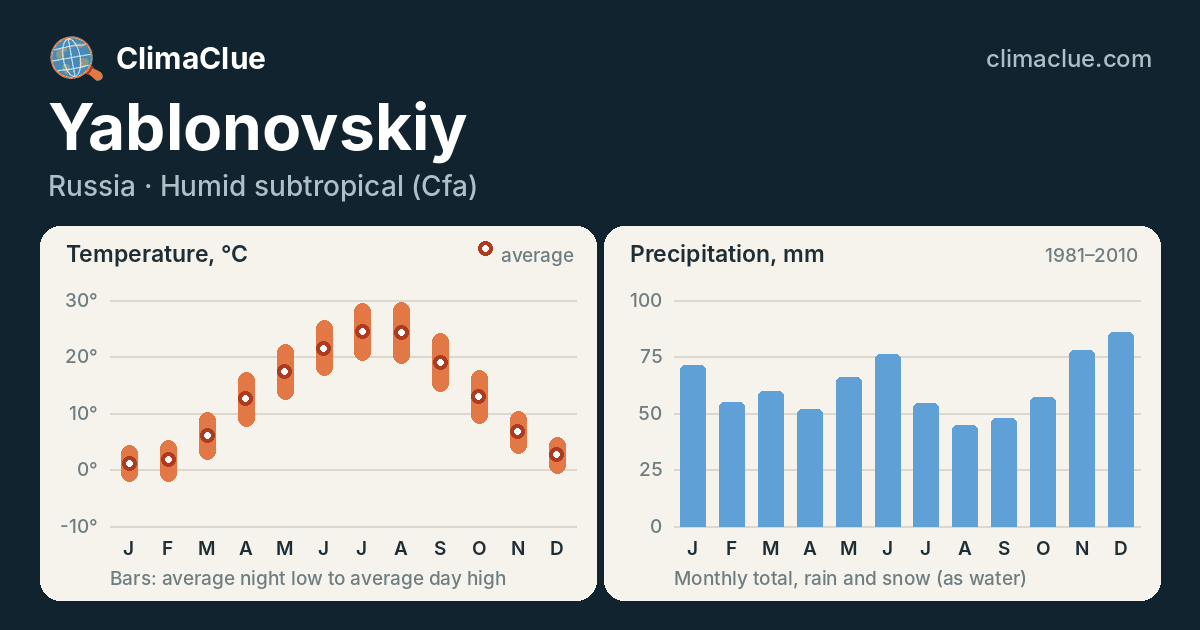 ClimaClue
climaclue.com
Yablonovskiy
Russia · Humid subtropical (Cfa)
Temperature, °C
average
30°
20°
10°
0°
-10°
J F M A M J J A S O N D
Bars: average night low to average day high
Precipitation, mm
1981–2010
100
75
50
25
0
J F M A M J J A S O N D
Monthly total, rain and snow (as water)